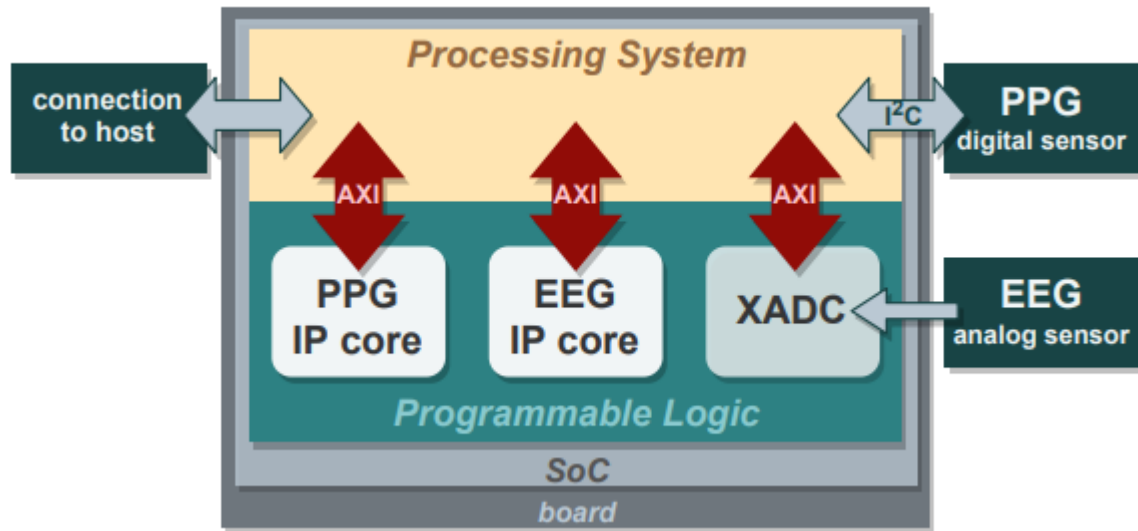 Processing System
connection
to host
I²C
PPG
digital sensor
AXI
AXI
AXI
PPG
IP core
EEG
IP core
XADC
EEG
analog sensor
Programmable Logic
SoC
board